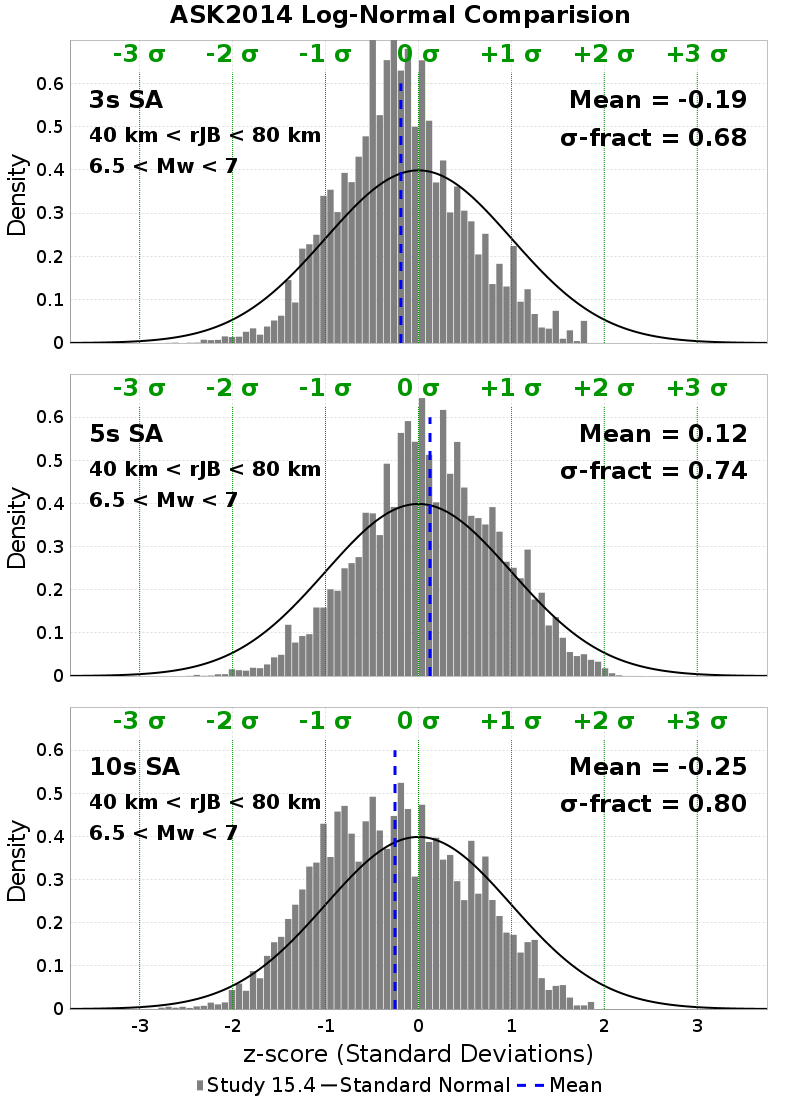 ASK2014 Log-Normal Comparision
-3 σ -2 σ -1 σ 0 σ +1 σ +2 σ +3 σ
3s SA
Mean = -0.19
40 km < rJB < 80 km
σ-fract = 0.68
6.5 < Mw < 7
0.6
0.5
0.4
0.3
0.2
0.1
0
Density
-3 σ -2 σ -1 σ 0 σ +1 σ +2 σ +3 σ
5s SA
Mean = 0.12
40 km < rJB < 80 km
σ-fract = 0.74
6.5 < Mw < 7
0.6
0.5
0.4
0.3
0.2
0.1
0
Density
-3 σ -2 σ -1 σ 0 σ +1 σ +2 σ +3 σ
10s SA
Mean = -0.25
40 km < rJB < 80 km
σ-fract = 0.80
6.5 < Mw < 7
0.6
0.5
0.4
0.3
0.2
0.1
0
Density
-3 -2 -1 0 1 2 3
z-score (Standard Deviations)
Study 15.4 Standard Normal Mean